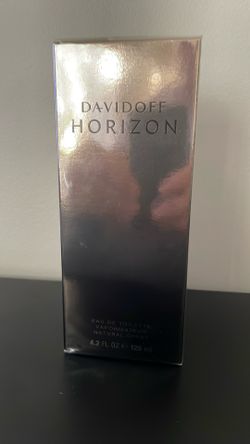 DAVIDOFF
HORIZON
EAU DE TOILETTE
VAPORISATEUR
NATURAL SPRAY
4.2 FL OZ ℮ 125 ml